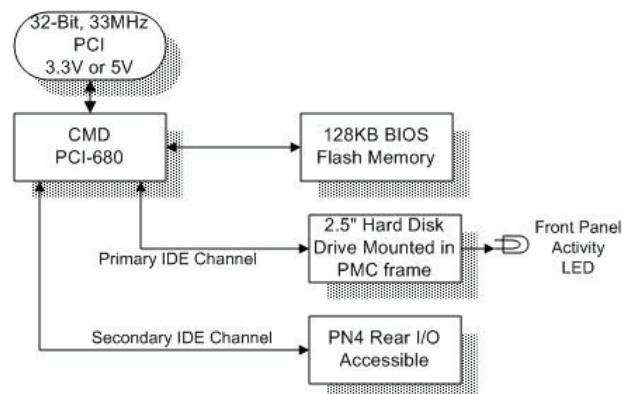 32-Bit, 33MHz
PCI
3.3V or 5V
CMD
PCI-680
128KB BIOS
Flash Memory
2.5" Hard Disk
Drive Mounted in
PMC frame
Front Panel
Activity
LED
Primary IDE Channel
Secondary IDE Channel
PN4 Rear I/O
Accessible